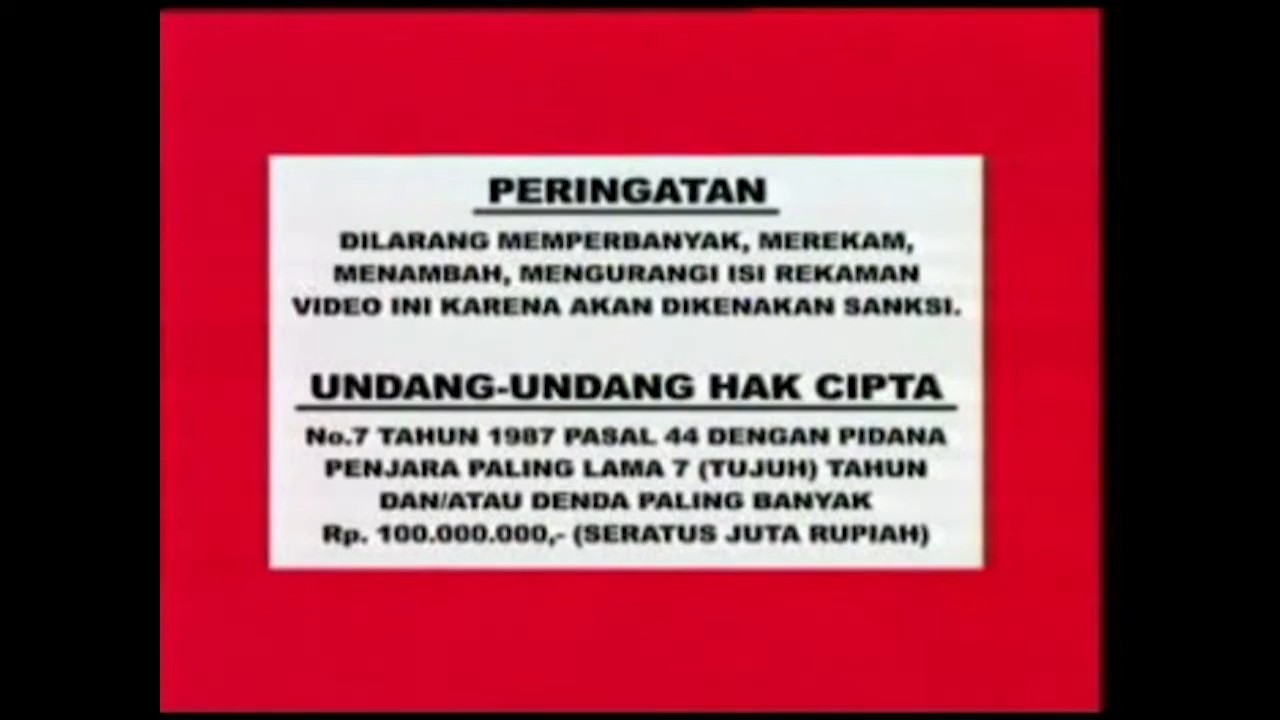 PERINGATAN
DILARANG MEMPERBANYAK, MEREKAM,
MENAMBAH, MENGURANGI ISI REKAMAN
VIDEO INI KARENA AKAN DIKENAKAN SANKSI.
UNDANG-UNDANG HAK CIPTA
No.7 TAHUN 1987 PASAL 44 DENGAN PIDANA
PENJARA PALING LAMA 7 (TUJUH) TAHUN
DAN/ATAU DENDA PALING BANYAK
Rp. 100.000.000,- (SERATUS JUTA RUPIAH)